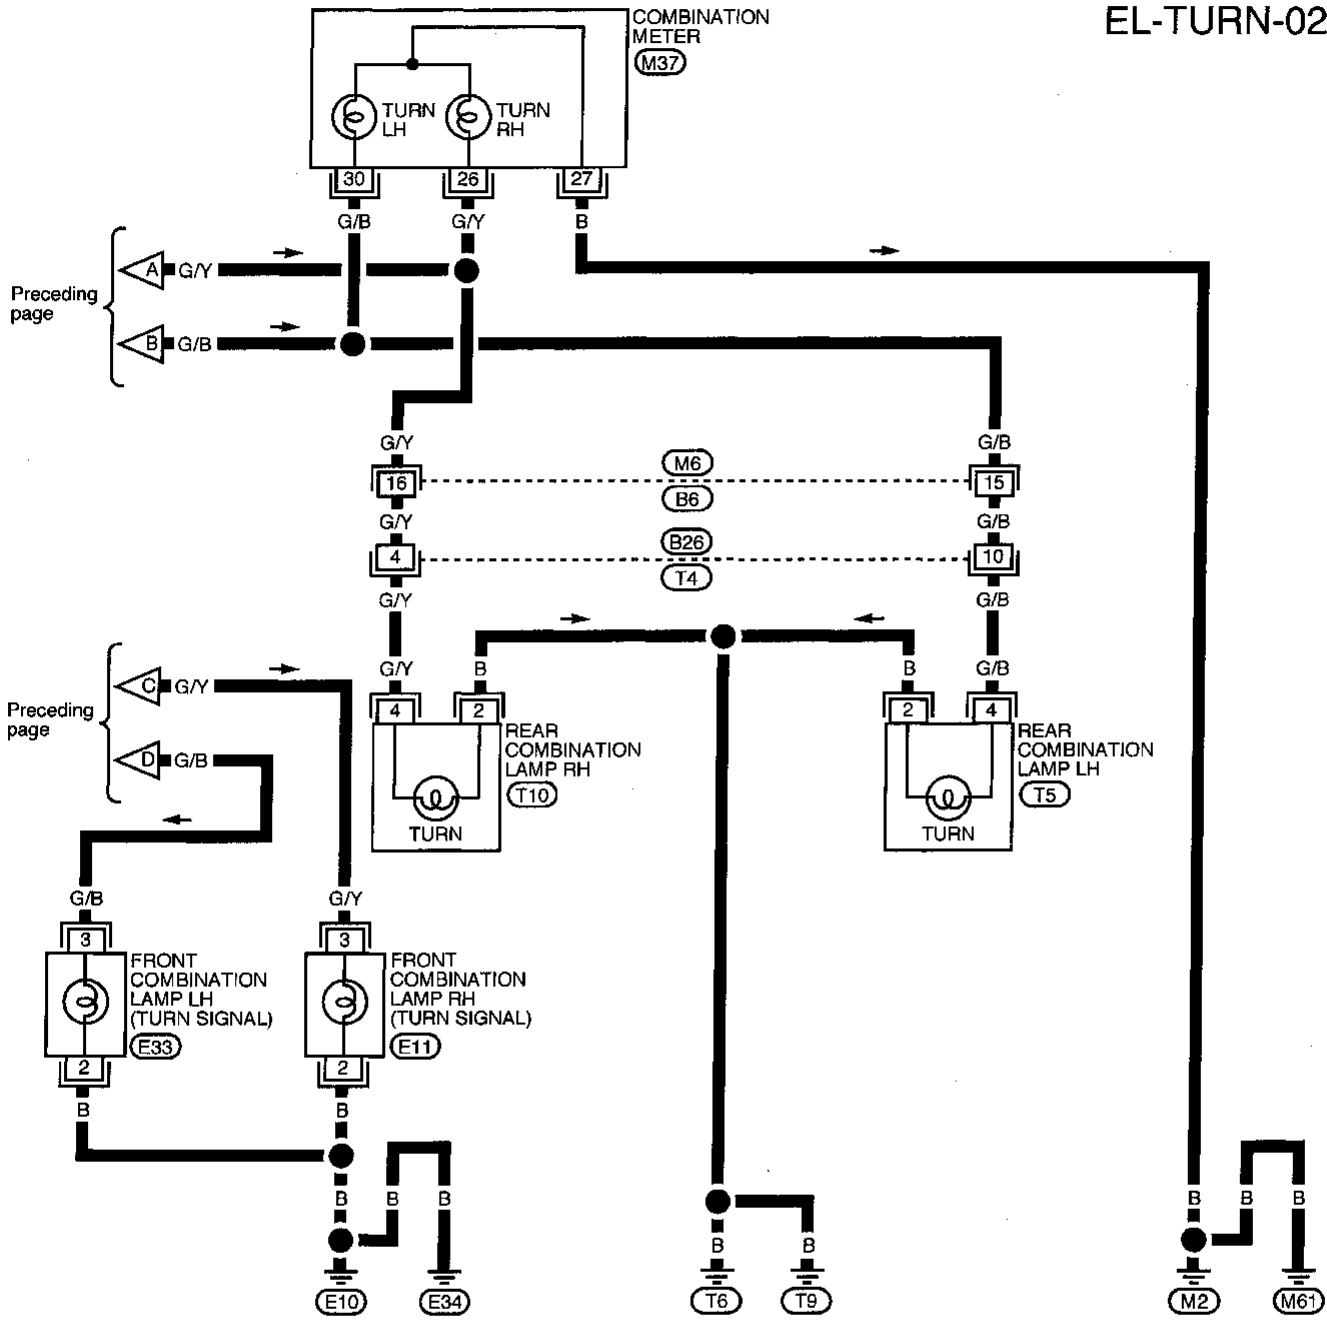 EL-TURN-02
COMBINATION
METER
M37
TURN
LH
TURN
RH
30
26
27
G/B
G/Y
B
Preceding
page
A
G/Y
B
G/B
G/Y
G/B
M6
16
15
B6
G/Y
G/B
B26
4
10
T4
G/Y
G/B
Preceding
page
C
G/Y
D
G/B
G/Y
B
B
G/B
4
2
2
4
REAR
COMBINATION
LAMP RH
T10
TURN
REAR
COMBINATION
LAMP LH
T5
TURN
G/B
G/Y
3
3
FRONT
COMBINATION
LAMP LH
(TURN SIGNAL)
E33
FRONT
COMBINATION
LAMP RH
(TURN SIGNAL)
E11
2
2
B
B
B
B
B
B
B
B
B
B
B
E10
E34
T6
T9
M2
M61